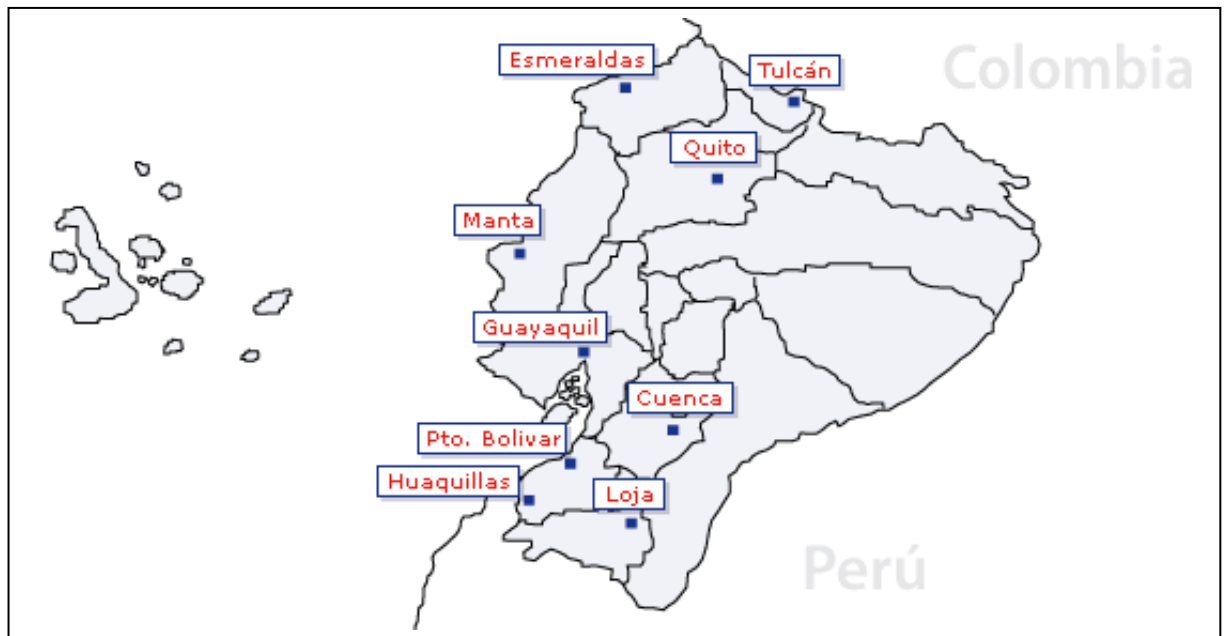 Esmeraldas
Colombia
Tulcán
Quito
Manta
Guayaquil
Cuenca
Pto. Bolivar
Huaquillas
Loja
Perú